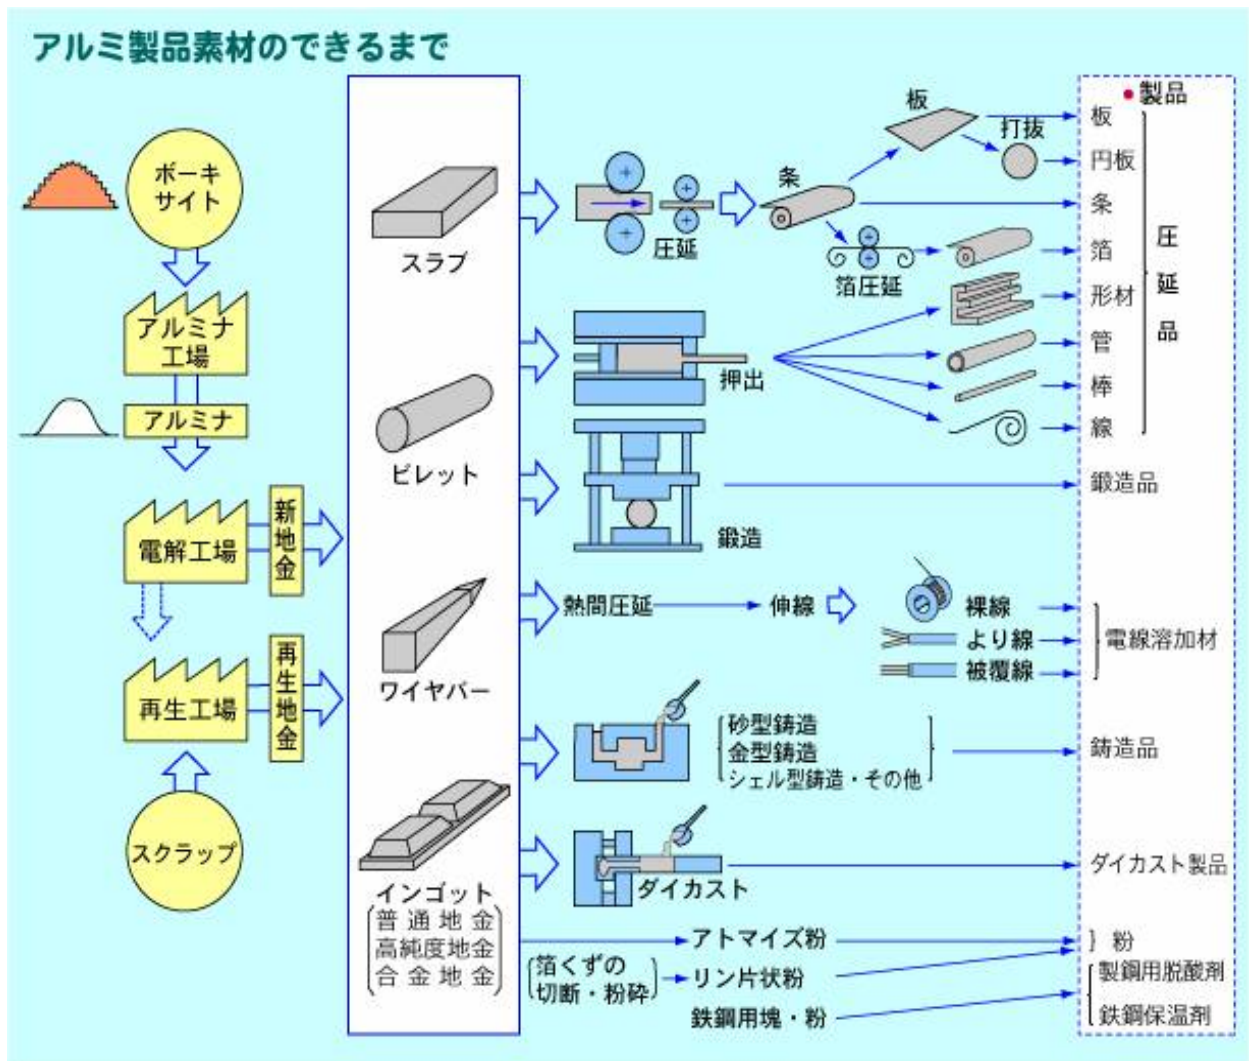 アルミ製品素材のできるまで
ボーキ
サイト
アルミナ
工場
アルミナ
電解工場
新地金
再生工場
再生地金
スクラップ
スラブ
ビレット
ワイヤバー
インゴット
普通地金
高純度地金
合金地金
圧延
条
板
打抜
箔圧延
押出
鍛造
熱間圧延
伸線
裸線
より線
被覆線
砂型鋳造
金型鋳造
シェル型鋳造・その他
ダイカスト
アトマイズ粉
箔くずの
切断・粉砕
リン片状粉
鉄鋼用塊・粉
●製品
板
円板
条
箔
形材
管
棒
線
圧延品
鍛造品
電線溶加材
鋳造品
ダイカスト製品
粉
製鋼用脱酸剤
鉄鋼保温剤